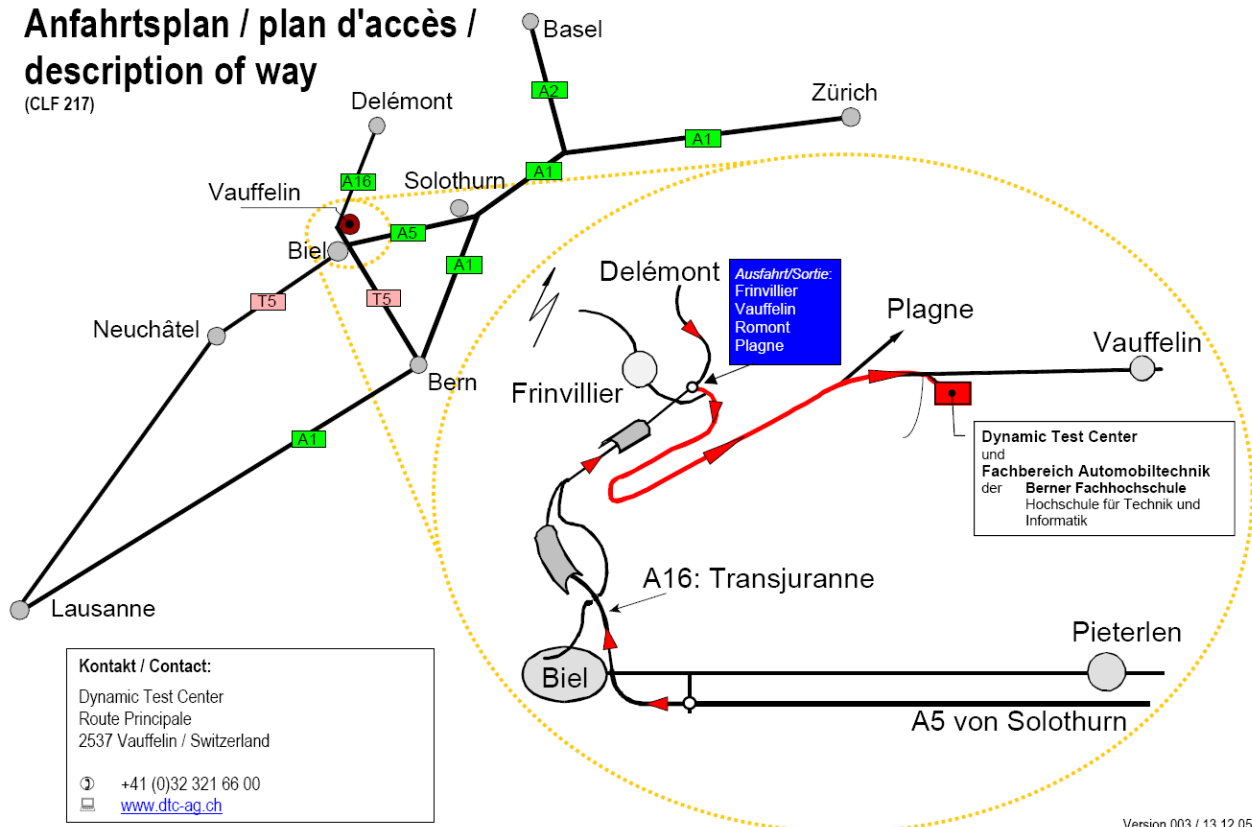 Anfahrtsplan / plan d'accès /
description of way
(CLF 217)
Basel
A2
Zürich
A1
Delémont
A16
Solothurn
A1
Vauffelin
Biel
A5
A1
T5
T5
Neuchâtel
Bern
A1
Lausanne
Delémont
Ausfahrt/Sortie:
Frinvillier
Vauffelin
Romont
Plagne
Plagne
Vauffelin
Frinvillier
Dynamic Test Center
und
Fachbereich Automobiltechnik
der Berner Fachhochschule
Hochschule für Technik und
Informatik
A16: Transjuranne
Pieterlen
Biel
A5 von Solothurn
Kontakt / Contact:
Dynamic Test Center
Route Principale
2537 Vauffelin / Switzerland
+41 (0)32 321 66 00
www.dtc-ag.ch
Version 003 / 13.12.05